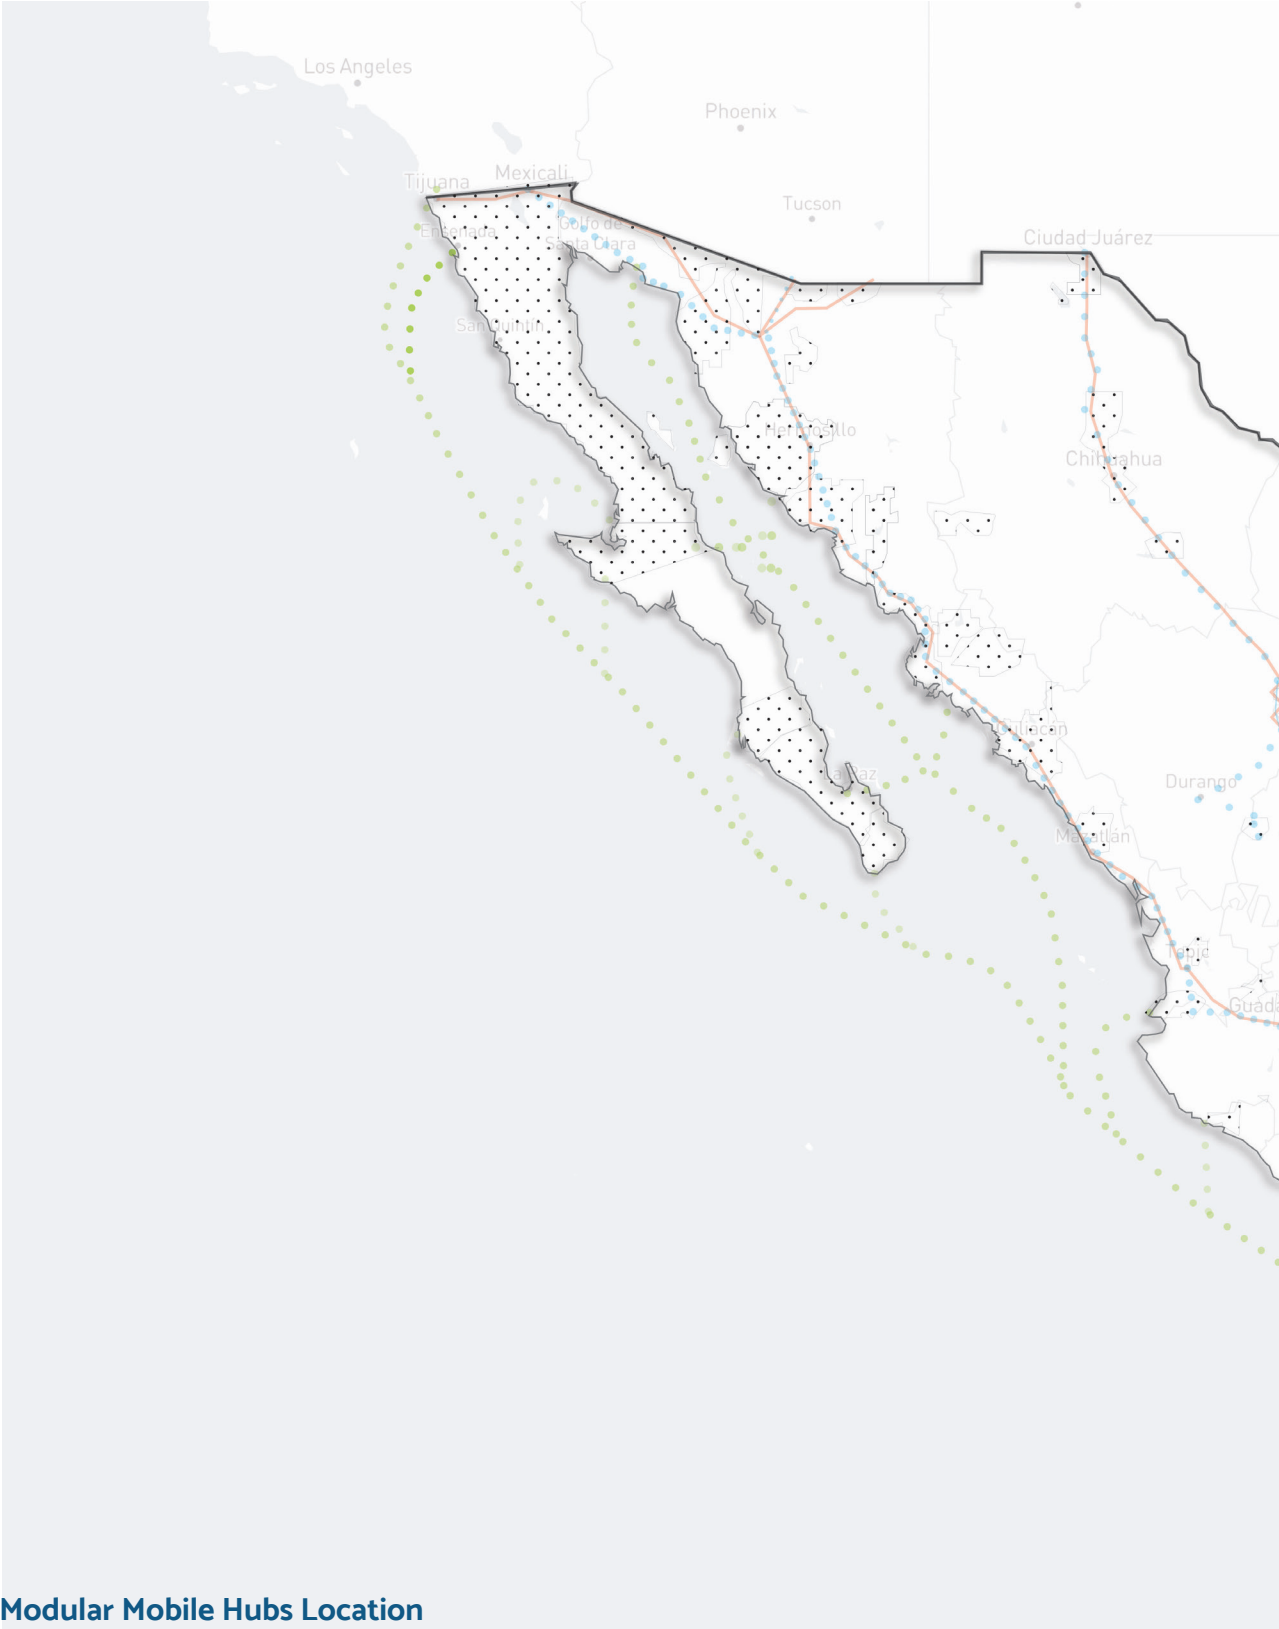 Los Angeles
Phoenix
Mexicali
Tijuana
Tucson
Golfo de
Santa Clara
Ensenada
Ciudad Juárez
San Quintín
Hermosillo
Chihuahua
Culiacán
La Paz
Durango
Mazatlán
Tepic
Guada
Modular Mobile Hubs Location